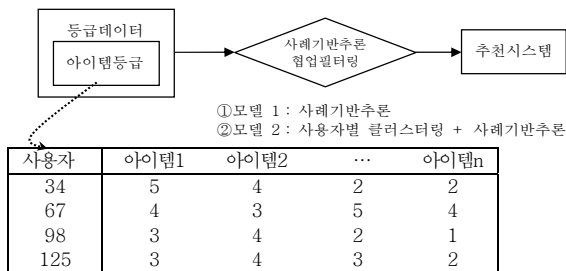 등급데이터
아이템등급
사례기반추론
협업필터링
추천시스템
①모델 1 : 사례기반추론
②모델 2 : 사용자별 클러스터링 + 사례기반추론
사용자 아이템1 아이템2 … 아이템n
34 5 4 2 2
67 4 3 5 4
98 3 4 2 1
125 3 4 3 2